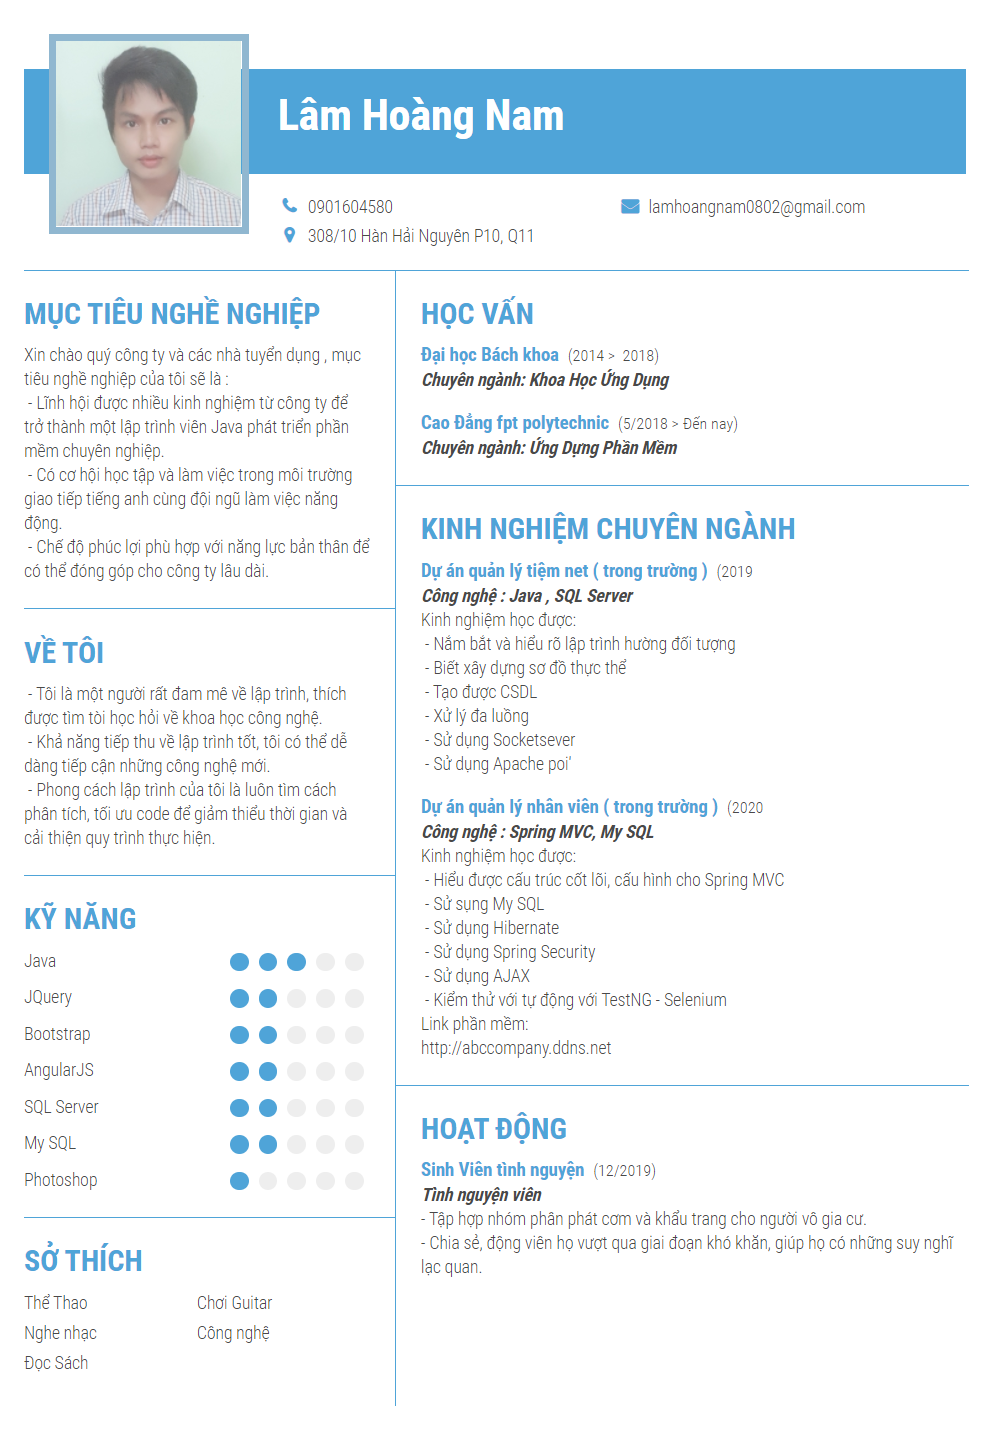 Lâm Hoàng Nam
0901604580
lamhoangnam0802@gmail.com
308/10 Hàn Hải Nguyên P10, Q11
MỤC TIÊU NGHỀ NGHIỆP
Xin chào quý công ty và các nhà tuyển dụng , mục
tiêu nghề nghiệp của tôi sẽ là :
- Lĩnh hội được nhiều kinh nghiệm từ công ty để
trở thành một lập trình viên Java phát triển phần
mềm chuyên nghiệp.
- Có cơ hội học tập và làm việc trong môi trường
giao tiếp tiếng anh cùng đội ngũ làm việc năng
động.
- Chế độ phúc lợi phù hợp với năng lực bản thân để
có thể đóng góp cho công ty lâu dài.
VỀ TÔI
- Tôi là một người rất đam mê về lập trình, thích
được tìm tòi học hỏi về khoa học công nghệ.
- Khả năng tiếp thu về lập trình tốt, tôi có thể dễ
dàng tiếp cận những công nghệ mới.
- Phong cách lập trình của tôi là luôn tìm cách
phân tích, tối ưu code để giảm thiểu thời gian và
cải thiện quy trình thực hiện.
KỸ NĂNG
Java
JQuery
Bootstrap
AngularJS
SQL Server
My SQL
Photoshop
SỞ THÍCH
Thể Thao
Chơi Guitar
Nghe nhạc
Công nghệ
Đọc Sách
HỌC VẤN
Đại học Bách khoa (2014 > 2018)
Chuyên ngành: Khoa Học Ứng Dụng
Cao Đẳng fpt polytechnic (5/2018 > Đến nay)
Chuyên ngành: Ứng Dựng Phần Mềm
KINH NGHIỆM CHUYÊN NGÀNH
Dự án quản lý tiệm net ( trong trường ) (2019
Công nghệ : Java , SQL Server
Kinh nghiệm học được:
- Nắm bắt và hiểu rõ lập trình hường đối tượng
- Biết xây dựng sơ đồ thực thể
- Tạo được CSDL
- Xử lý đa luồng
- Sử dụng Socketsever
- Sử dụng Apache poi'
Dự án quản lý nhân viên ( trong trường ) (2020
Công nghệ : Spring MVC, My SQL
Kinh nghiệm học được:
- Hiểu được cấu trúc cốt lõi, cấu hình cho Spring MVC
- Sử sụng My SQL
- Sử dụng Hibernate
- Sử dụng Spring Security
- Sử dụng AJAX
- Kiểm thử với tự động với TestNG - Selenium
Link phần mềm:
http://abccompany.ddns.net
HOẠT ĐỘNG
Sinh Viên tình nguyện (12/2019)
Tình nguyện viên
- Tập hợp nhóm phân phát cơm và khẩu trang cho người vô gia cư.
- Chia sẻ, động viên họ vượt qua giai đoạn khó khăn, giúp họ có những suy nghĩ
lạc quan.